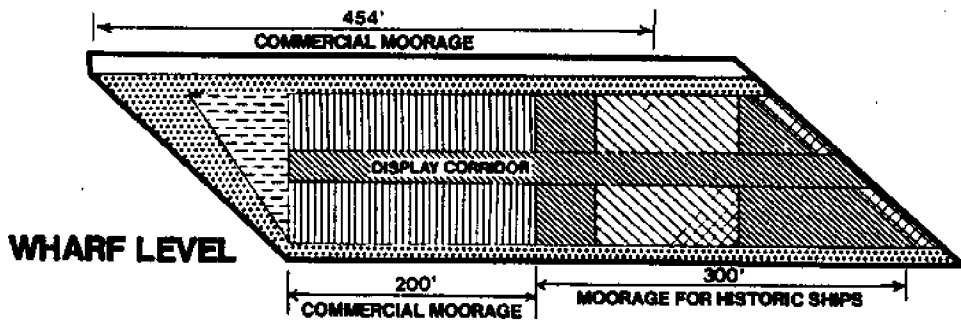 454'
COMMERCIAL MOORAGE
DISPLAY CORRIDOR
WHARF LEVEL
200'
COMMERCIAL MOORAGE
300'
MOORAGE FOR HISTORIC SHIPS